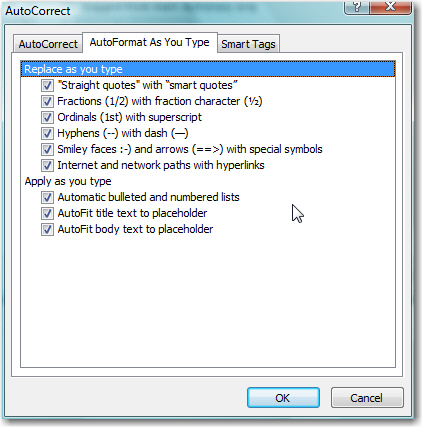 AutoCorrect
AutoCorrect AutoFormat As You Type Smart Tags
Replace as you type
"Straight quotes" with “smart quotes”
Fractions (1/2) with fraction character (½)
Ordinals (1st) with superscript
Hyphens (--) with dash (—)
Smiley faces :-) and arrows (==>) with special symbols
Internet and network paths with hyperlinks
Apply as you type
Automatic bulleted and numbered lists
AutoFit title text to placeholder
AutoFit body text to placeholder
OK Cancel